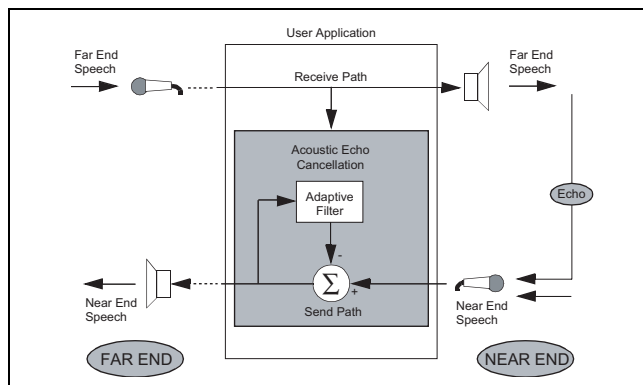 User Application
Far End
Speech
Receive Path
Far End
Speech
Acoustic Echo
Cancellation
Adaptive
Filter
Echo
-
Σ
+
Near End
Speech
Send Path
Near End
Speech
FAR END
NEAR END